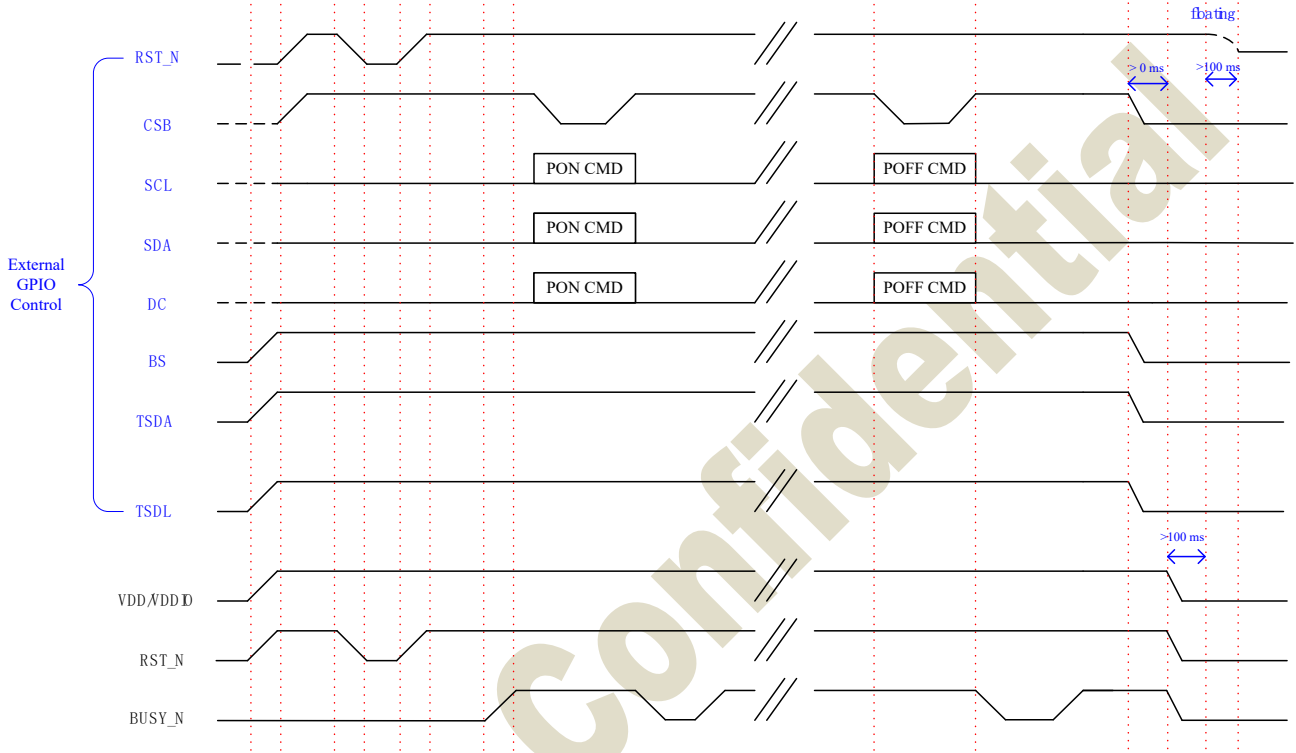 floating
RST_N
> 0 ms
>100 ms
CSB
SCL
PON CMD
POFF CMD
SDA
PON CMD
POFF CMD
External
GPIO
Control
DC
PON CMD
POFF CMD
BS
TSDA
TSDL
>100 ms
VDD/VDDIO
RST_N
BUSY_N
Confidential